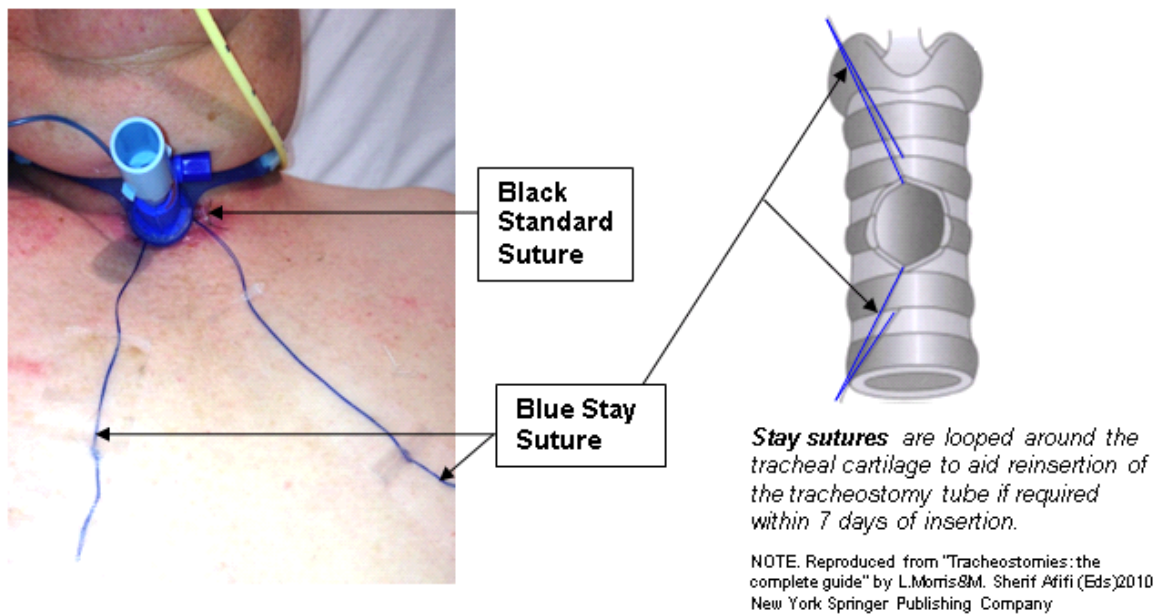 Black
Standard
Suture
Blue Stay
Suture
Stay sutures are looped around the
tracheal cartilage to aid reinsertion of
the tracheostomy tube if required
within 7 days of insertion.
NOTE. Reproduced from "Tracheostomies: the
complete guide" by L.Morris&M. Sherif Afifi (Eds)2010
New York Springer Publishing Company